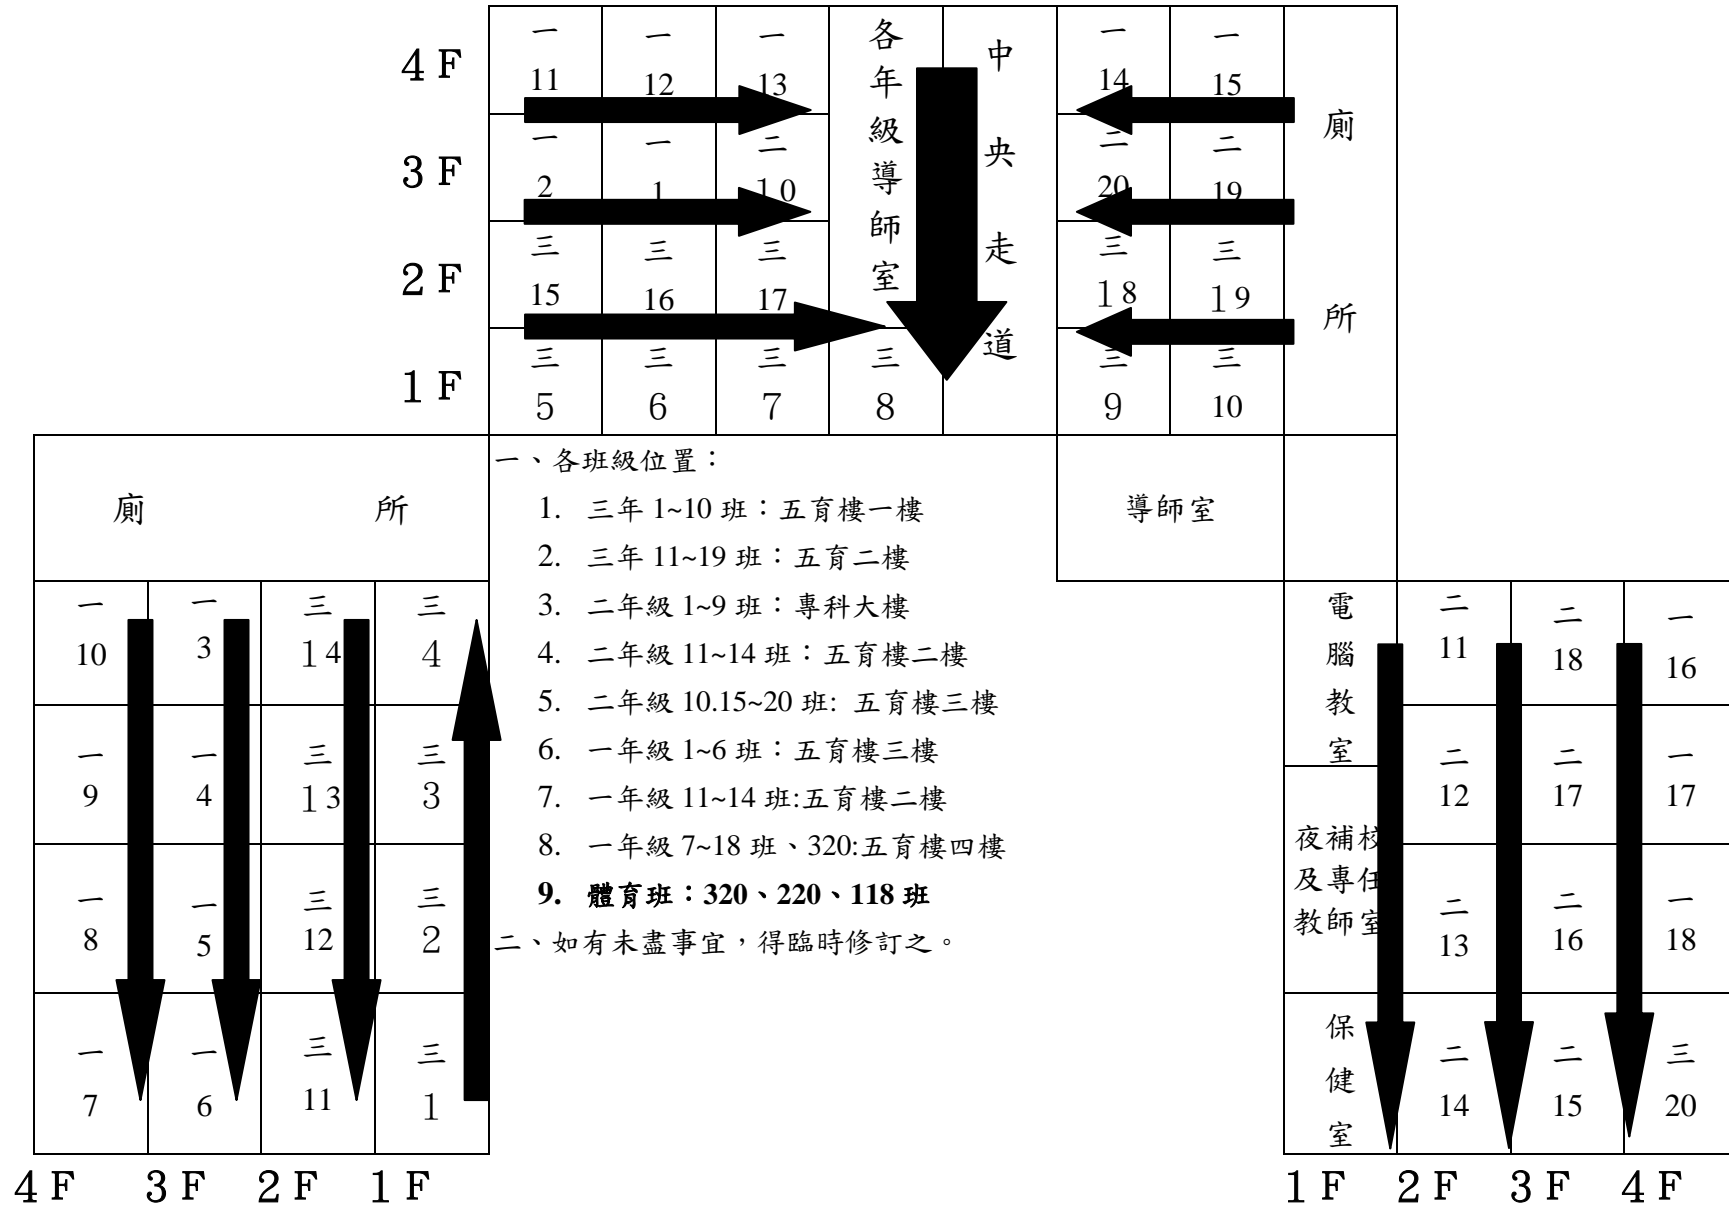 4F 一 一 一 各 中 一 一
11 12 13 年 14 15 廁
3F 一 一 二 級 央 二 二
2 1 10 導 20 19
2F 三 三 三 師 走 三 三
15 16 17 室 18 19 所
1F 三 三 三 三 道 三 三
5 6 7 8 9 10
廁 所
導師室
一、各班級位置：
1. 三年 1~10 班：五育樓一樓
2. 三年 11~19 班：五育二樓
3. 二年級 1~9 班：專科大樓
4. 二年級 11~14 班：五育樓二樓
5. 二年級 10.15~20 班: 五育樓三樓
6. 一年級 1~6 班：五育樓三樓
7. 一年級 11~14 班:五育樓二樓
8. 一年級 7~18 班、320:五育樓四樓
9. 體育班：320、220、118 班
二、如有未盡事宜，得臨時修訂之。
一 一 三 三
10 3 14 4
一 一 三 三
9 4 13 3
一 一 三 三
8 5 12 2
一 一 三 三
7 6 11 1
4F 3F 2F 1F
電腦教室
夜補校
及專任
教師室
保健室
二 二 一
11 18 16
二 二 一
12 17 17
二 二 一
13 16 18
二 二 三
14 15 20
1F 2F 3F 4F